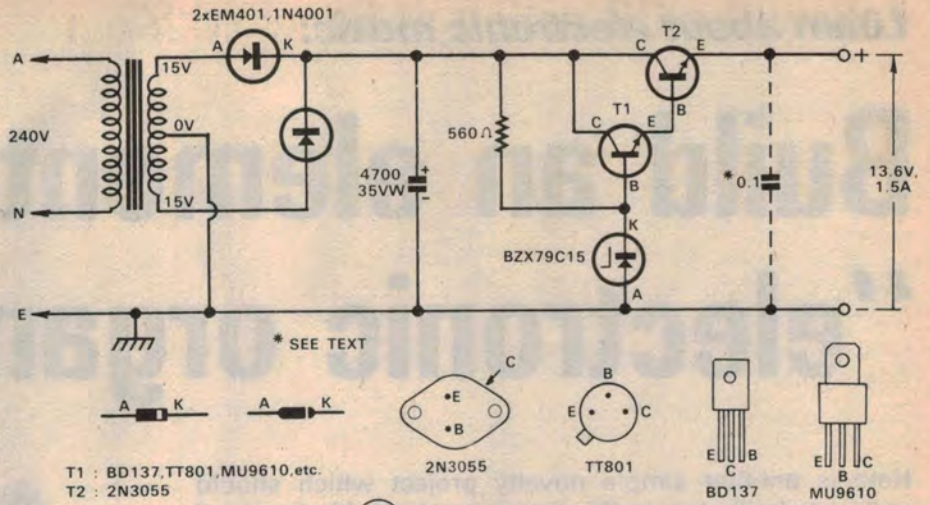 2xEM401,1N4001
A K
A
15V
0V
15V
240V
N
E
560 Ω
4700
35VW
+
−
C T2 E
B
T1
C E
B
K
BZX79C15
A
* 0.1
+
13.6V,
1.5A
−
* SEE TEXT
A K
A K
C
E
B
2N3055
B
E C
TT801
E B
C
BD137
E C
B
MU9610
T1 : BD137,TT801,MU9610,etc.
T2 : 2N3055